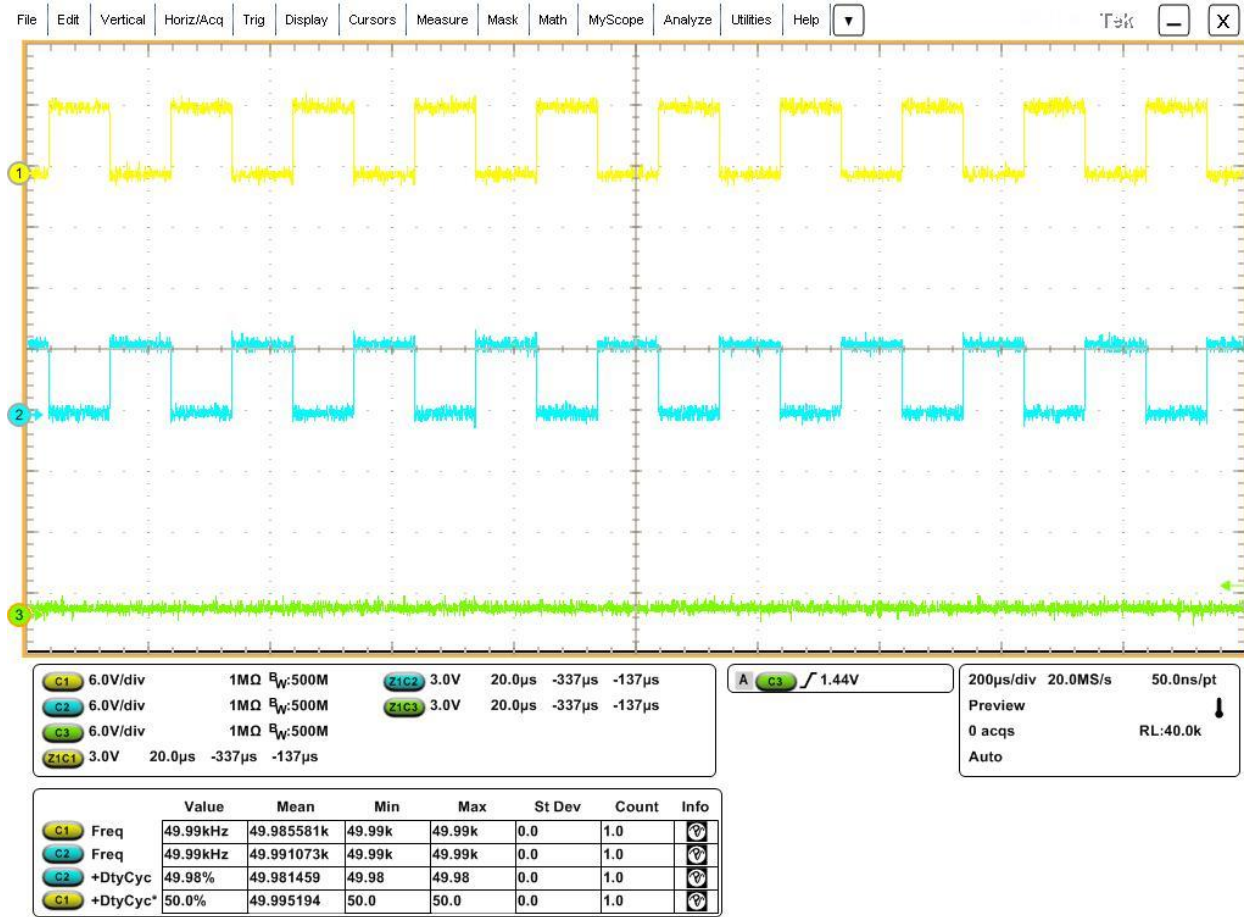 File Edit Vertical Horiz/Acq Trig Display Cursors Measure Mask Math MyScope Analyze Utilities Help Tek X
1
2
3
C1 6.0V/div 1MΩ BW:500M Z1C2 3.0V 20.0µs -337µs -137µs
C2 6.0V/div 1MΩ BW:500M Z1C3 3.0V 20.0µs -337µs -137µs
C3 6.0V/div 1MΩ BW:500M
Z1C1 3.0V 20.0µs -337µs -137µs
A C3 1.44V
200µs/div 20.0MS/s 50.0ns/pt
Preview
0 acqs RL:40.0k
Auto
Value Mean Min Max St Dev Count Info
C1 Freq 49.99kHz 49.985581k 49.99k 49.99k 0.0 1.0
C2 Freq 49.99kHz 49.991073k 49.99k 49.99k 0.0 1.0
C2 +DtyCyc 49.98% 49.981459 49.98 49.98 0.0 1.0
C1 +DtyCyc* 50.0% 49.995194 50.0 50.0 0.0 1.0